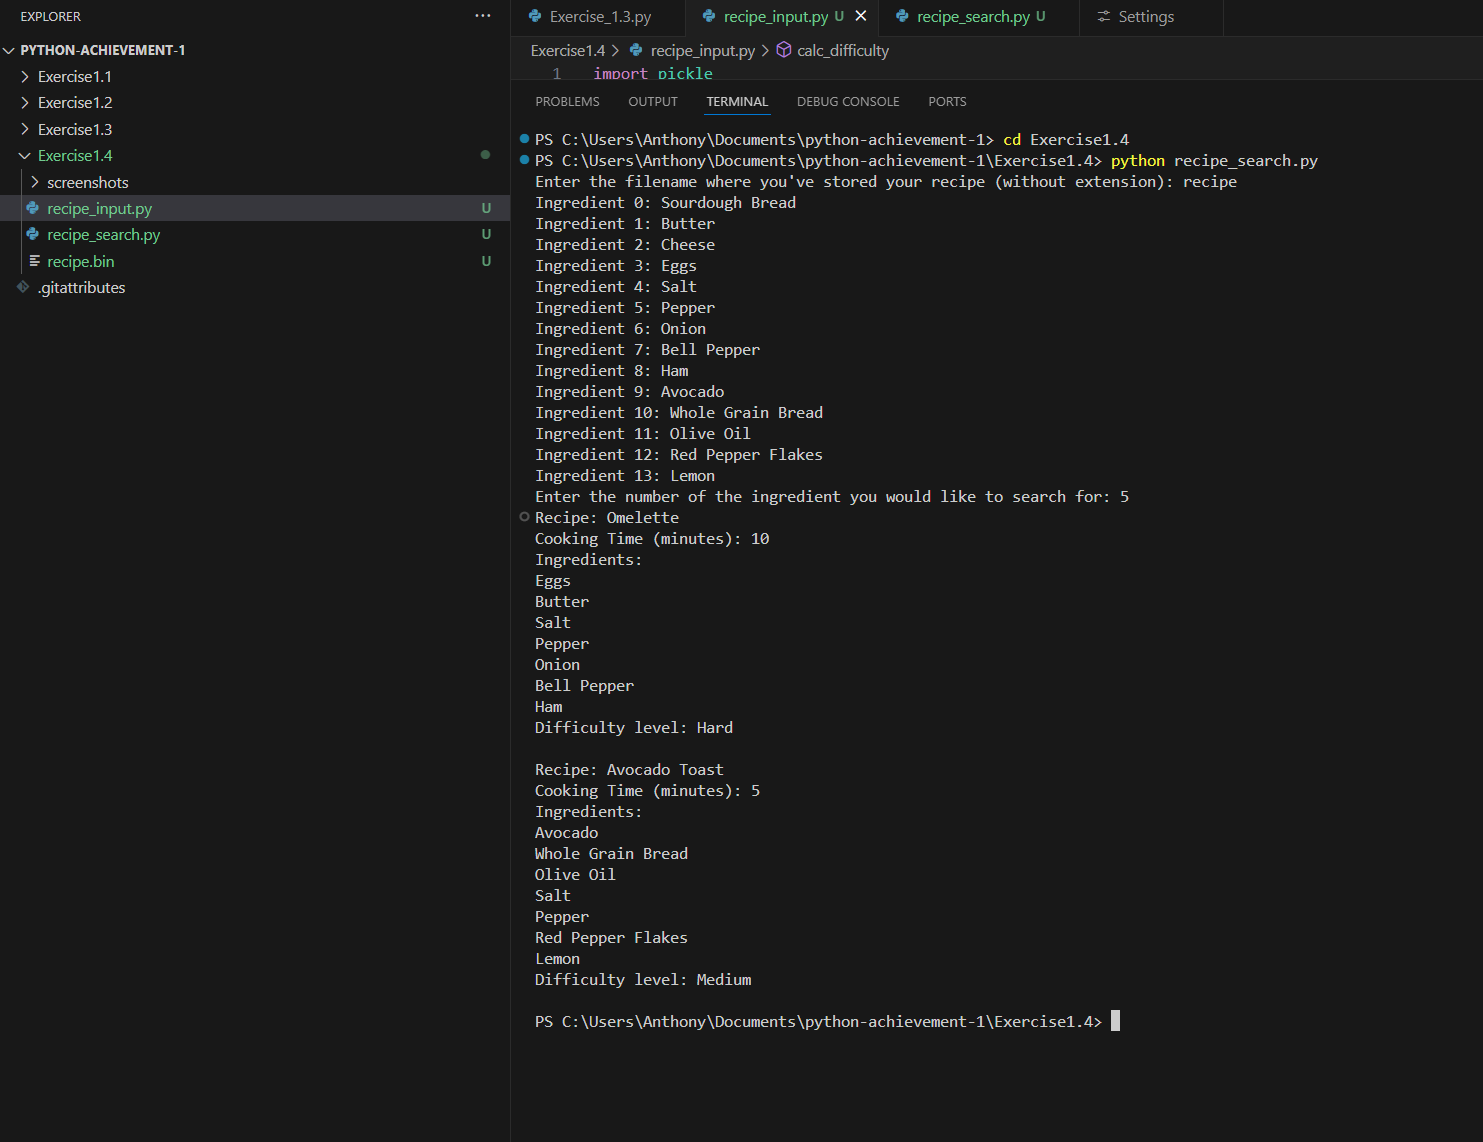 EXPLORER
PYTHON-ACHIEVEMENT-1
Exercise1.1
Exercise1.2
Exercise1.3
Exercise1.4
screenshots
recipe_input.py U
recipe_search.py U
recipe.bin U
.gitattributes
Exercise_1.3.py recipe_input.py U recipe_search.py U Settings
Exercise1.4 > recipe_input.py > calc_difficulty
1 import pickle
PROBLEMS OUTPUT TERMINAL DEBUG CONSOLE PORTS
PS C:\Users\Anthony\Documents\python-achievement-1> cd Exercise1.4
PS C:\Users\Anthony\Documents\python-achievement-1\Exercise1.4> python recipe_search.py
Enter the filename where you've stored your recipe (without extension): recipe
Ingredient 0: Sourdough Bread
Ingredient 1: Butter
Ingredient 2: Cheese
Ingredient 3: Eggs
Ingredient 4: Salt
Ingredient 5: Pepper
Ingredient 6: Onion
Ingredient 7: Bell Pepper
Ingredient 8: Ham
Ingredient 9: Avocado
Ingredient 10: Whole Grain Bread
Ingredient 11: Olive Oil
Ingredient 12: Red Pepper Flakes
Ingredient 13: Lemon
Enter the number of the ingredient you would like to search for: 5
Recipe: Omelette
Cooking Time (minutes): 10
Ingredients:
Eggs
Butter
Salt
Pepper
Onion
Bell Pepper
Ham
Difficulty level: Hard
Recipe: Avocado Toast
Cooking Time (minutes): 5
Ingredients:
Avocado
Whole Grain Bread
Olive Oil
Salt
Pepper
Red Pepper Flakes
Lemon
Difficulty level: Medium
PS C:\Users\Anthony\Documents\python-achievement-1\Exercise1.4>